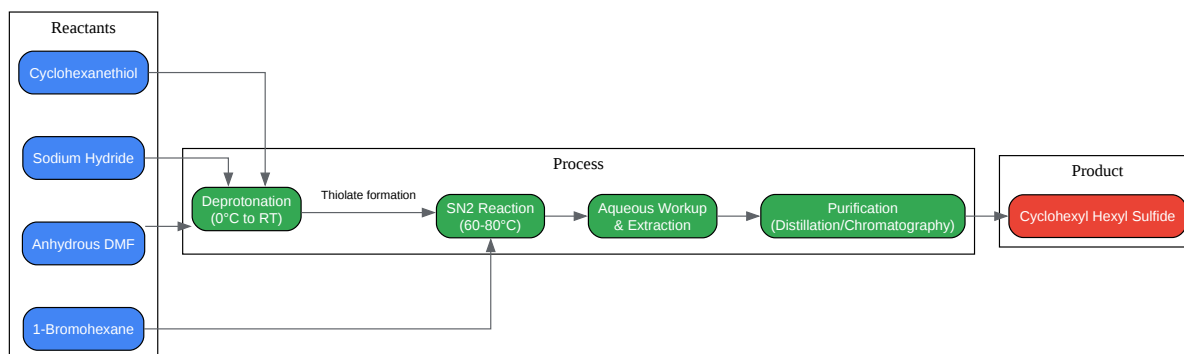 Reactants
Cyclohexanethiol
Sodium Hydride
Anhydrous DMF
1-Bromohexane
Process
Deprotonation
(0°C to RT)
Thiolate formation
SN2 Reaction
(60-80°C)
Aqueous Workup
& Extraction
Purification
(Distillation/Chromatography)
Product
Cyclohexyl Hexyl Sulfide